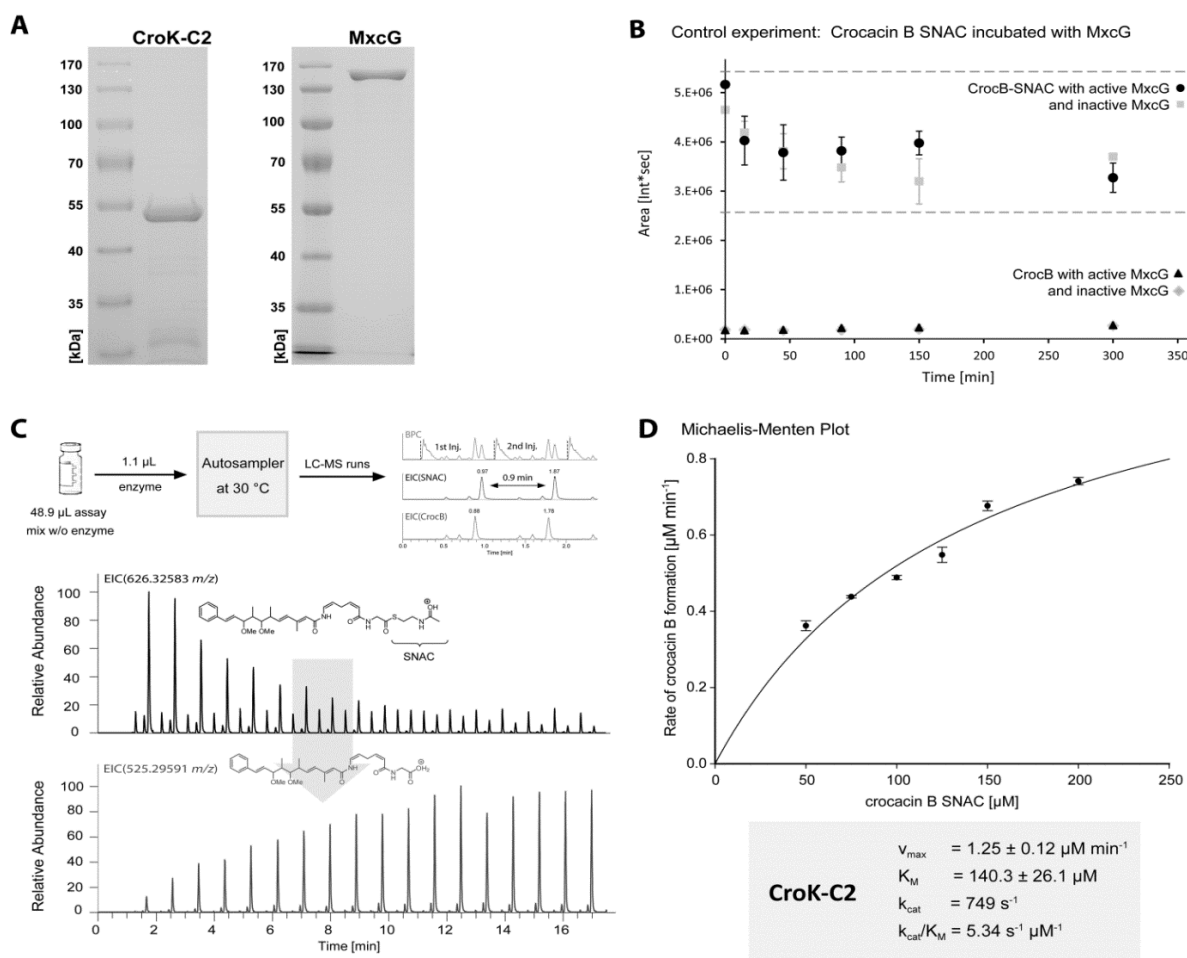 A
CroK-C2
MxcG
170
130
100
70
55
40
35
[kDa]
170
130
100
70
55
40
35
[kDa]
B Control experiment: Crocacin B SNAC incubated with MxcG
CrocB-SNAC with active MxcG
and inactive MxcG
CrocB with active MxcG
and inactive MxcG
Area [Int*sec]
5.E+06
4.E+06
3.E+06
2.E+06
1.E+06
0.E+00
0 50 100 150 200 250 300 350
Time [min]
C
48.9 µL assay
mix w/o enzyme
1.1 µL
enzyme
Autosampler
at 30 °C
LC-MS runs
BPC
1st Inj. 2nd Inj.
EIC(SNAC)
0.97 1.87
0.9 min
EIC(CrocB)
0.88 1.78
0.0 0.5 1.0 1.5 2.0
Time [min]
EIC(626.32583 m/z)
Relative Abundance
100
80
60
40
20
0
OMe OMe O NH O NH O S N H OH ⊕
SNAC
EIC(525.29591 m/z)
Relative Abundance
100
80
60
40
20
0
OMe OMe O NH O NH O OH₂ ⊕
0 2 4 6 8 10 12 14 16
Time [min]
D Michaelis-Menten Plot
Rate of crocacin B formation [µM min⁻¹]
0.8
0.6
0.4
0.2
0.0
0 50 100 150 200 250
crocacin B SNAC [µM]
CroK-C2
vmax = 1.25 ± 0.12 µM min⁻¹
KM = 140.3 ± 26.1 µM
kcat = 749 s⁻¹
kcat/KM = 5.34 s⁻¹ µM⁻¹